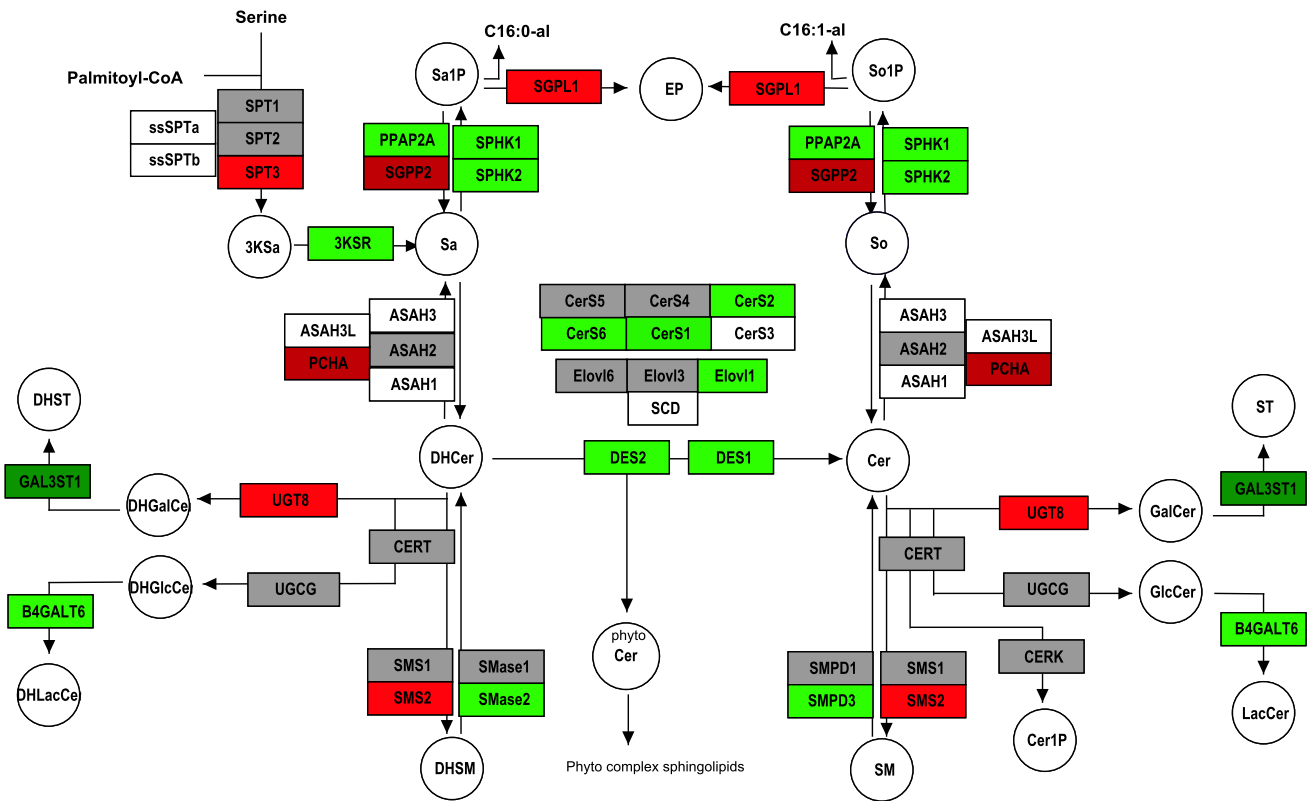 Serine
C16:0-al
C16:1-al
Palmitoyl-CoA
Sa1P
SGPL1
EP
SGPL1
So1P
SPT1
ssSPTa
SPT2
ssSPTb
SPT3
PPAP2A
SPHK1
SGPP2
SPHK2
PPAP2A
SPHK1
SGPP2
SPHK2
3KSa
3KSR
Sa
So
CerS5
CerS4
CerS2
CerS6
CerS1
CerS3
ASAH3
ASAH3L
ASAH2
PCHA
ASAH1
ASAH3
ASAH3L
ASAH2
PCHA
ASAH1
Elovl6
Elovl3
Elovl1
SCD
DHST
ST
DHCer
DES2
DES1
Cer
GAL3ST1
DHGalCe
UGT8
UGT8
GalCer
GAL3ST1
CERT
CERT
DHGlcCe
UGCG
UGCG
GlcCer
B4GALT6
B4GALT6
phyto
Cer
CERK
SMS1
SMase1
SMS2
SMase2
SMPD1
SMS1
SMPD3
SMS2
DHLacCe
LacCer
Cer1P
DHSM
Phyto complex sphingolipids
SM